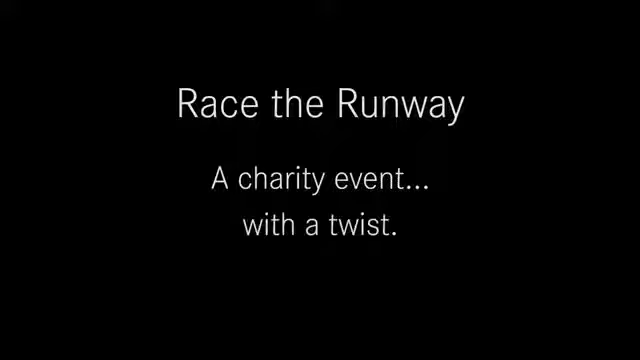 Race the Runway
A charity event...
with a twist.